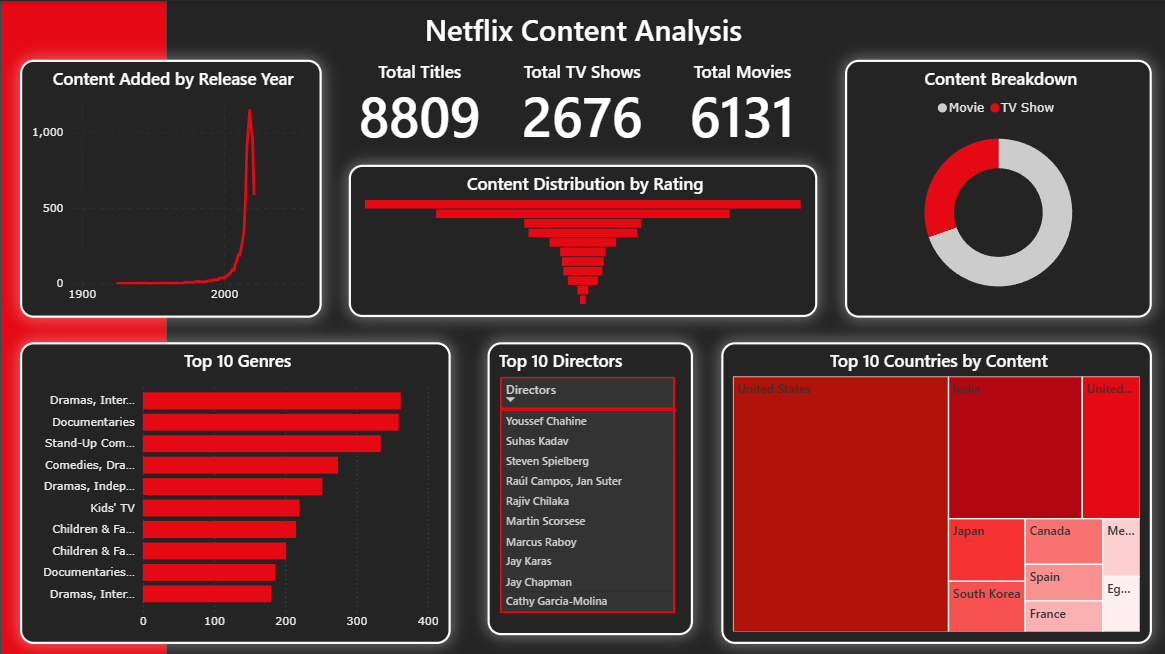 Netflix Content Analysis
Content Added by Release Year
1,000
500
0
1900
2000
Total Titles
8809
Total TV Shows
2676
Total Movies
6131
Content Distribution by Rating
Content Breakdown
Movie
TV Show
Top 10 Genres
Dramas, Inter...
Documentaries
Stand-Up Com...
Comedies, Dra...
Dramas, Indep...
Kids' TV
Children & Fa...
Children & Fa...
Documentaries...
Dramas, Inter...
0
100
200
300
400
Top 10 Directors
Directors
Youssef Chahine
Suhas Kadav
Steven Spielberg
Raúl Campos, Jan Suter
Rajiv Chilaka
Martin Scorsese
Marcus Raboy
Jay Karas
Jay Chapman
Cathy Garcia-Molina
Top 10 Countries by Content
United States
India
United...
Japan
Canada
Me...
South Korea
Spain
Eg...
France